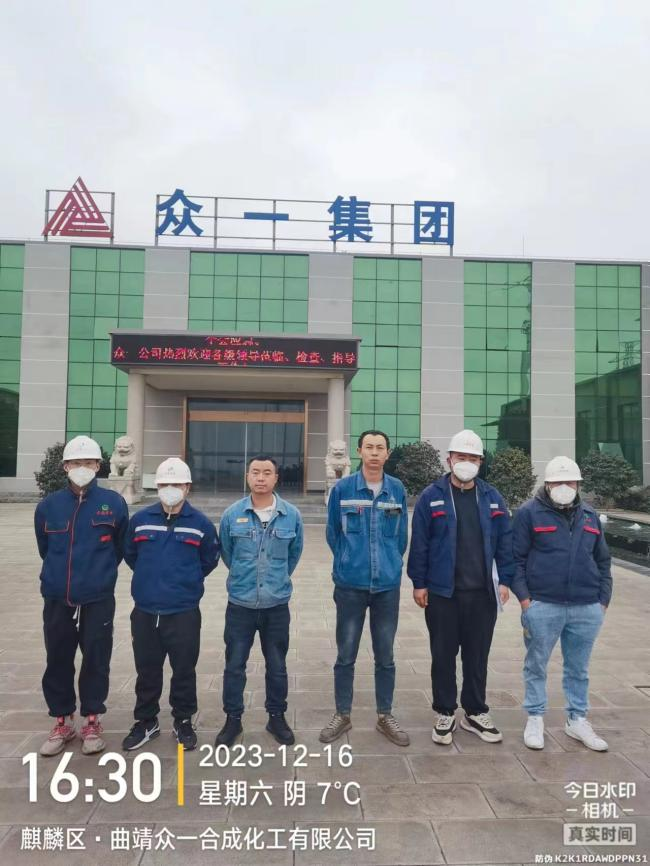 众一集团
众 公司热烈欢迎各级领导莅临、检查、指导
16:30
2023-12-16
星期六 阴 7°C
麒麟区·曲靖众一合成化工有限公司
今日水印
相机
真实时间
防伪 K2K1RDAWDPPN31